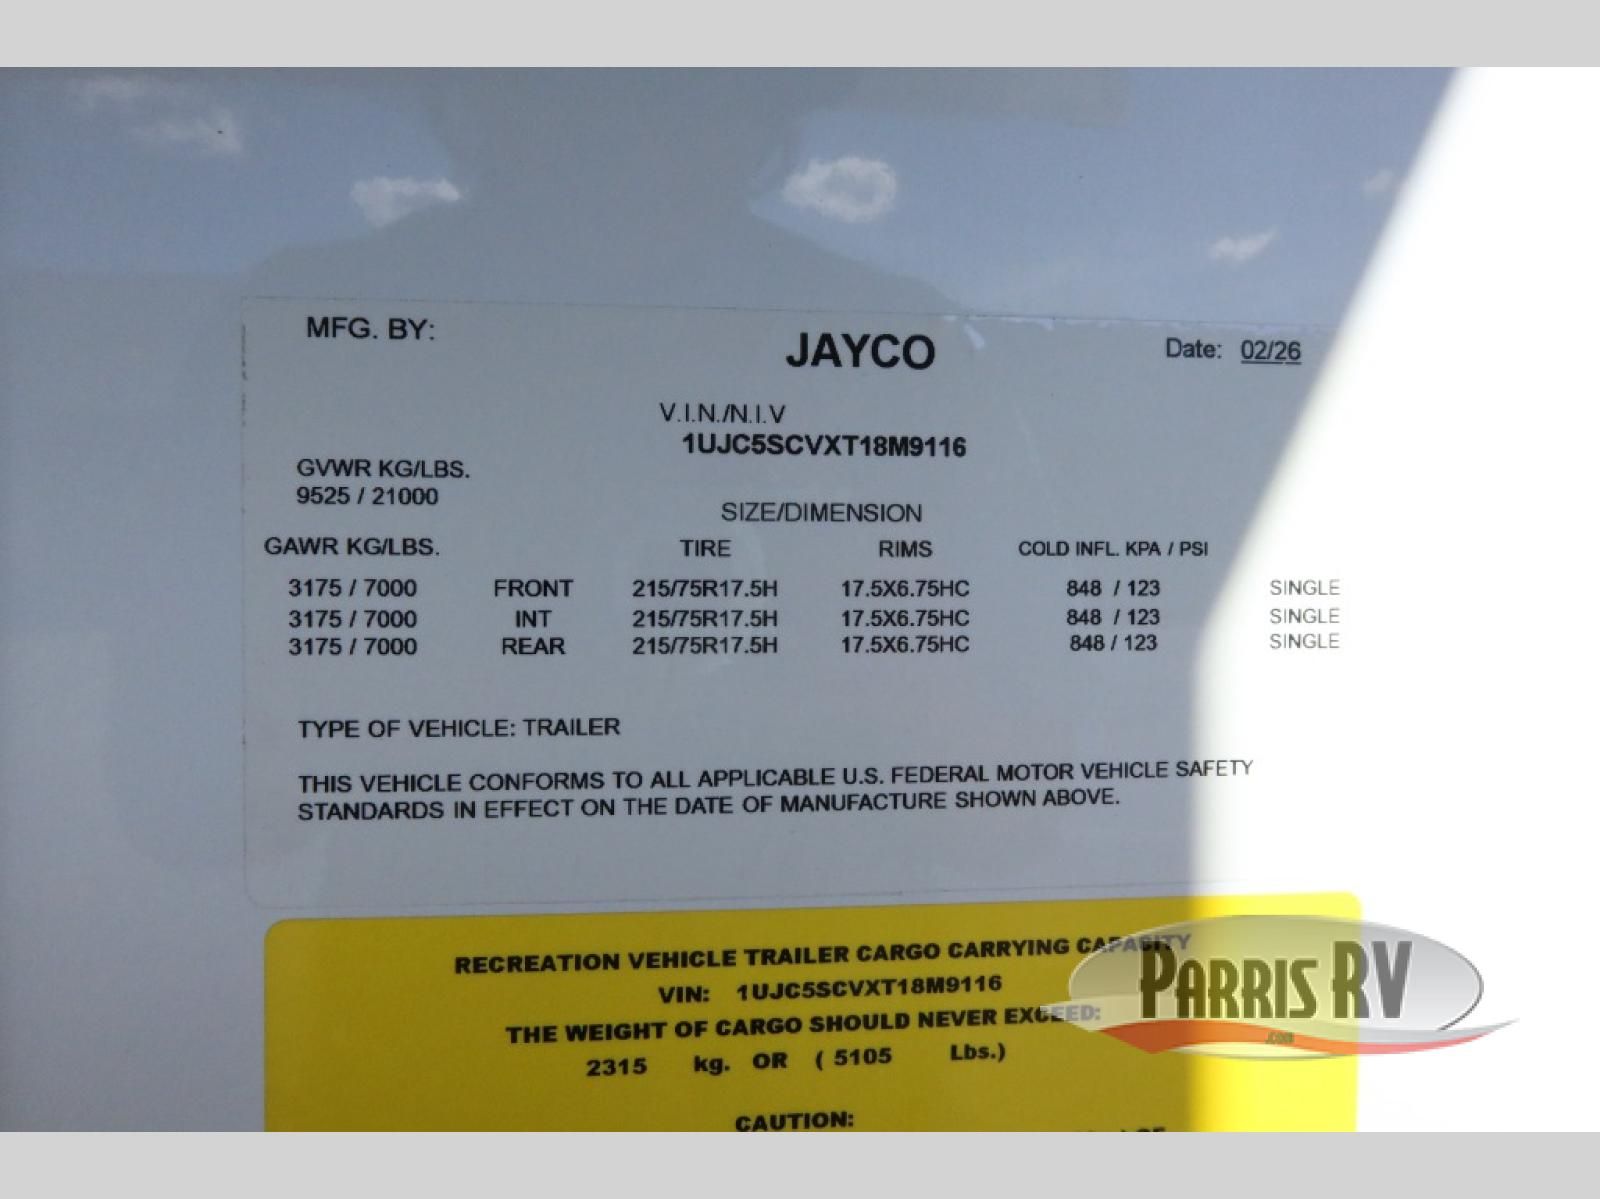 MFG. BY:
JAYCO
Date: 02/26
V.I.N./N.I.V
1UJC5SCVXT18M9116
GVWR KG/LBS.
9525 / 21000
SIZE/DIMENSION
GAWR KG/LBS. TIRE RIMS COLD INFL. KPA / PSI
3175 / 7000 FRONT 215/75R17.5H 17.5X6.75HC 848 / 123 SINGLE
3175 / 7000 INT 215/75R17.5H 17.5X6.75HC 848 / 123 SINGLE
3175 / 7000 REAR 215/75R17.5H 17.5X6.75HC 848 / 123 SINGLE
TYPE OF VEHICLE: TRAILER
THIS VEHICLE CONFORMS TO ALL APPLICABLE U.S. FEDERAL MOTOR VEHICLE SAFETY
STANDARDS IN EFFECT ON THE DATE OF MANUFACTURE SHOWN ABOVE.
RECREATION VEHICLE TRAILER CARGO CARRYING CAPACITY
VIN: 1UJC5SCVXT18M9116
THE WEIGHT OF CARGO SHOULD NEVER EXCEED:
2315 kg. OR ( 5105 Lbs.)
CAUTION:
PARRIS RV
.COM